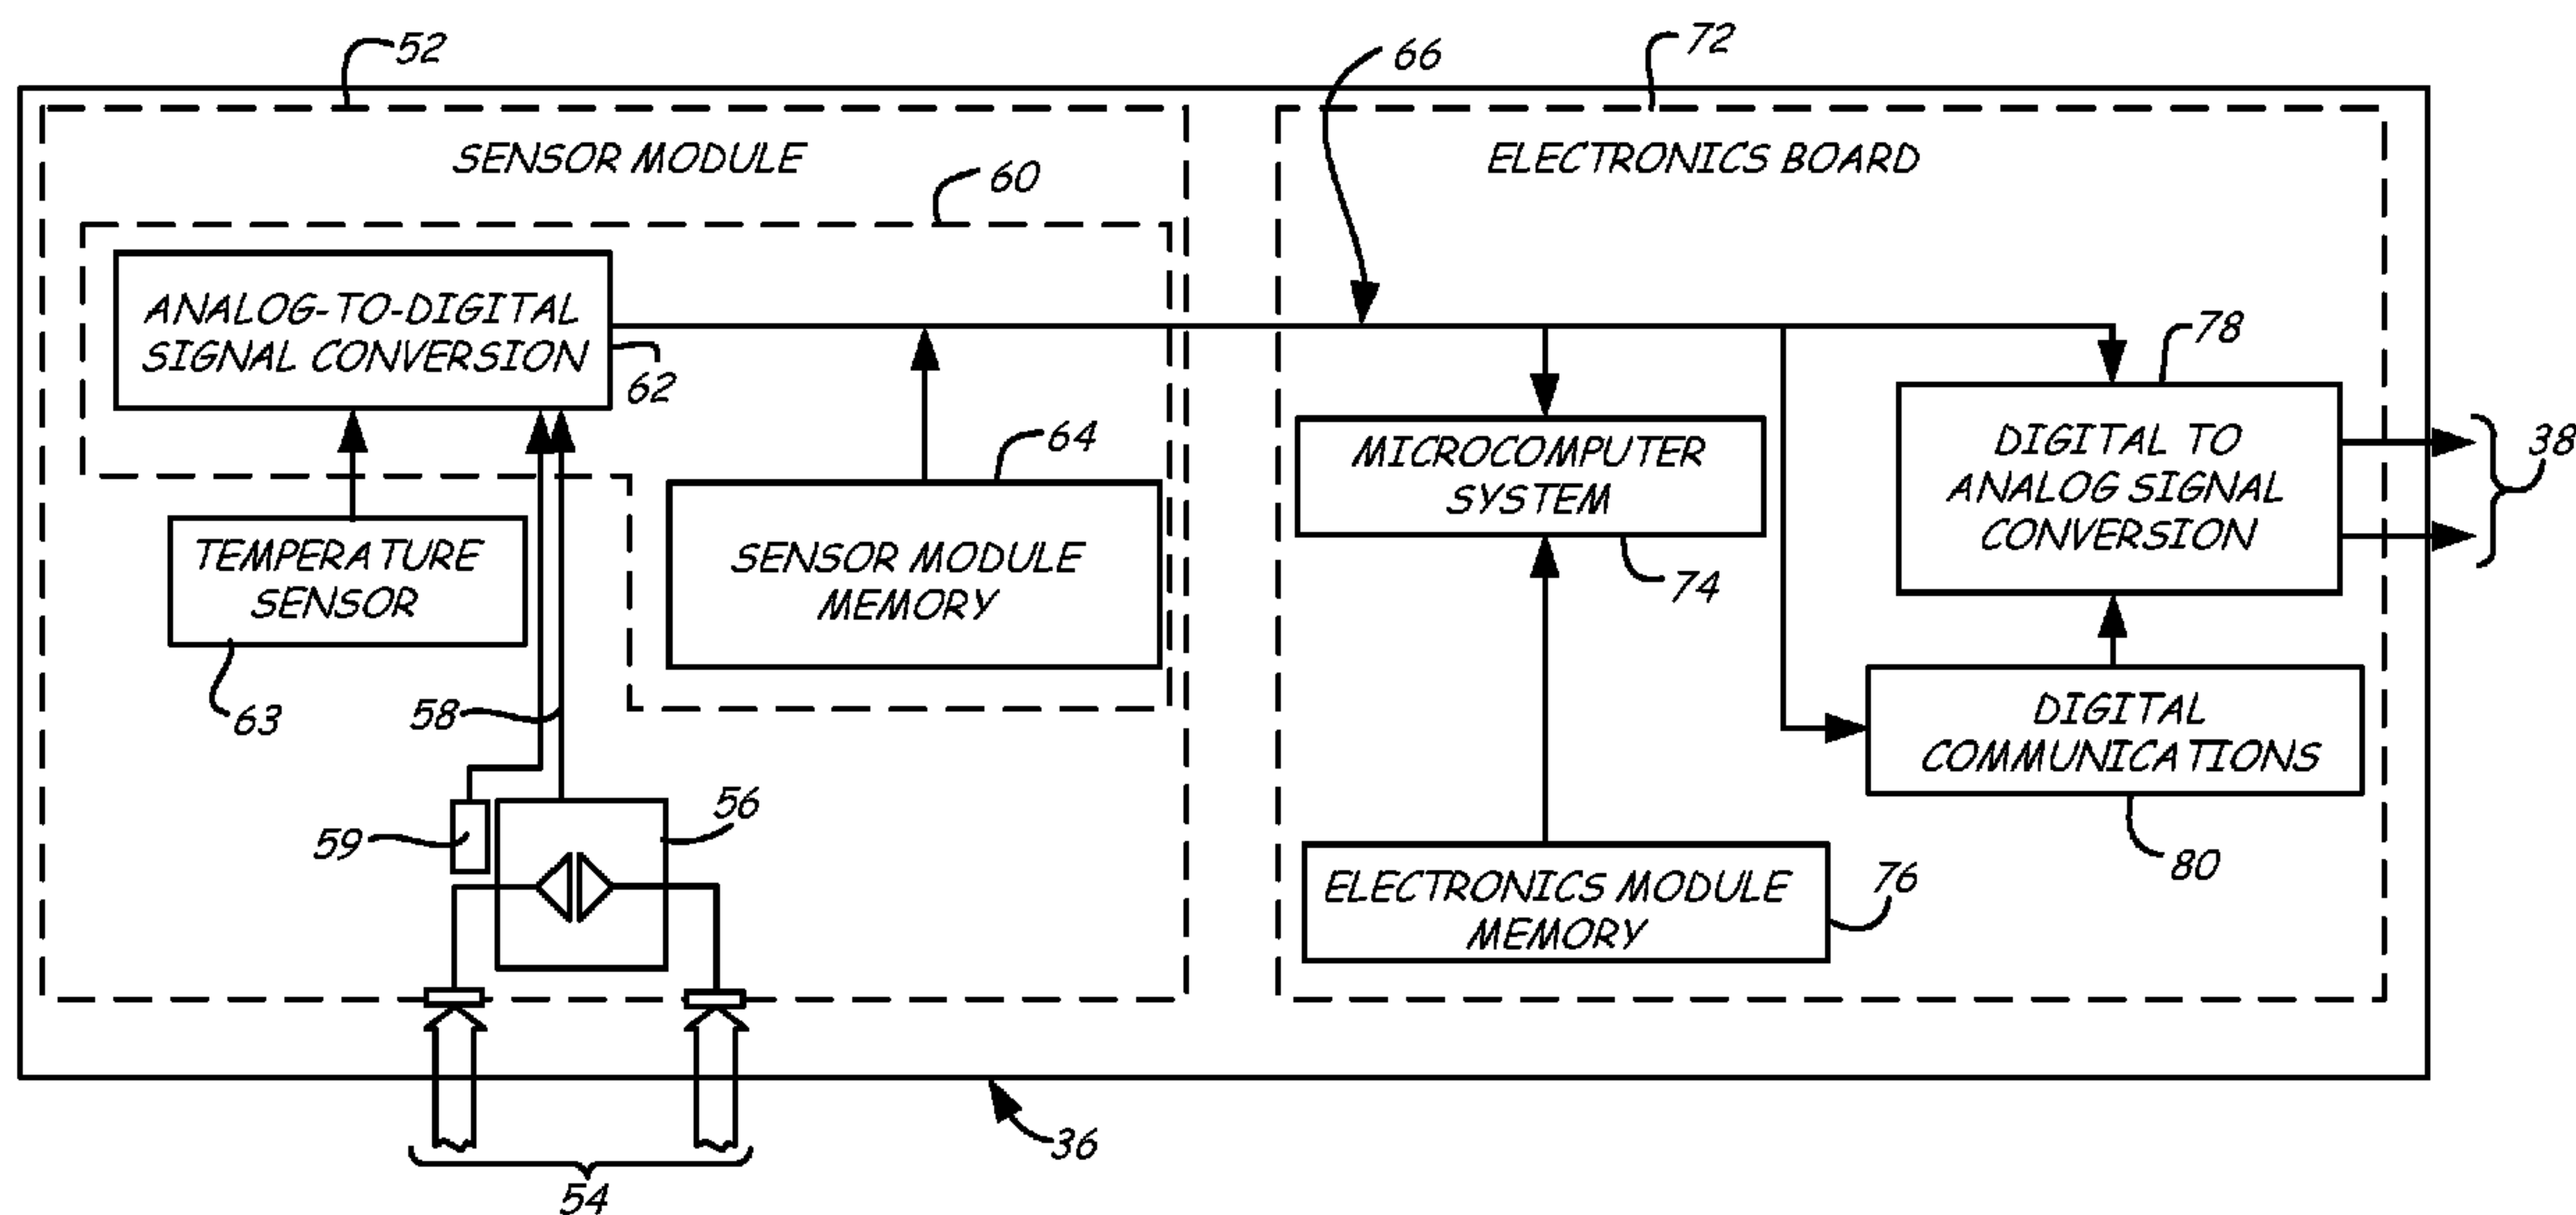 52
66
72
SENSOR MODULE
ELECTRONICS BOARD
60
ANALOG-TO-DIGITAL
SIGNAL CONVERSION
62
78
64
MICROCOMPUTER
SYSTEM
DIGITAL TO
ANALOG SIGNAL
CONVERSION
38
TEMPERATURE
SENSOR
SENSOR MODULE
MEMORY
74
63
58
DIGITAL
COMMUNICATIONS
56
59
80
ELECTRONICS MODULE
MEMORY
76
36
54